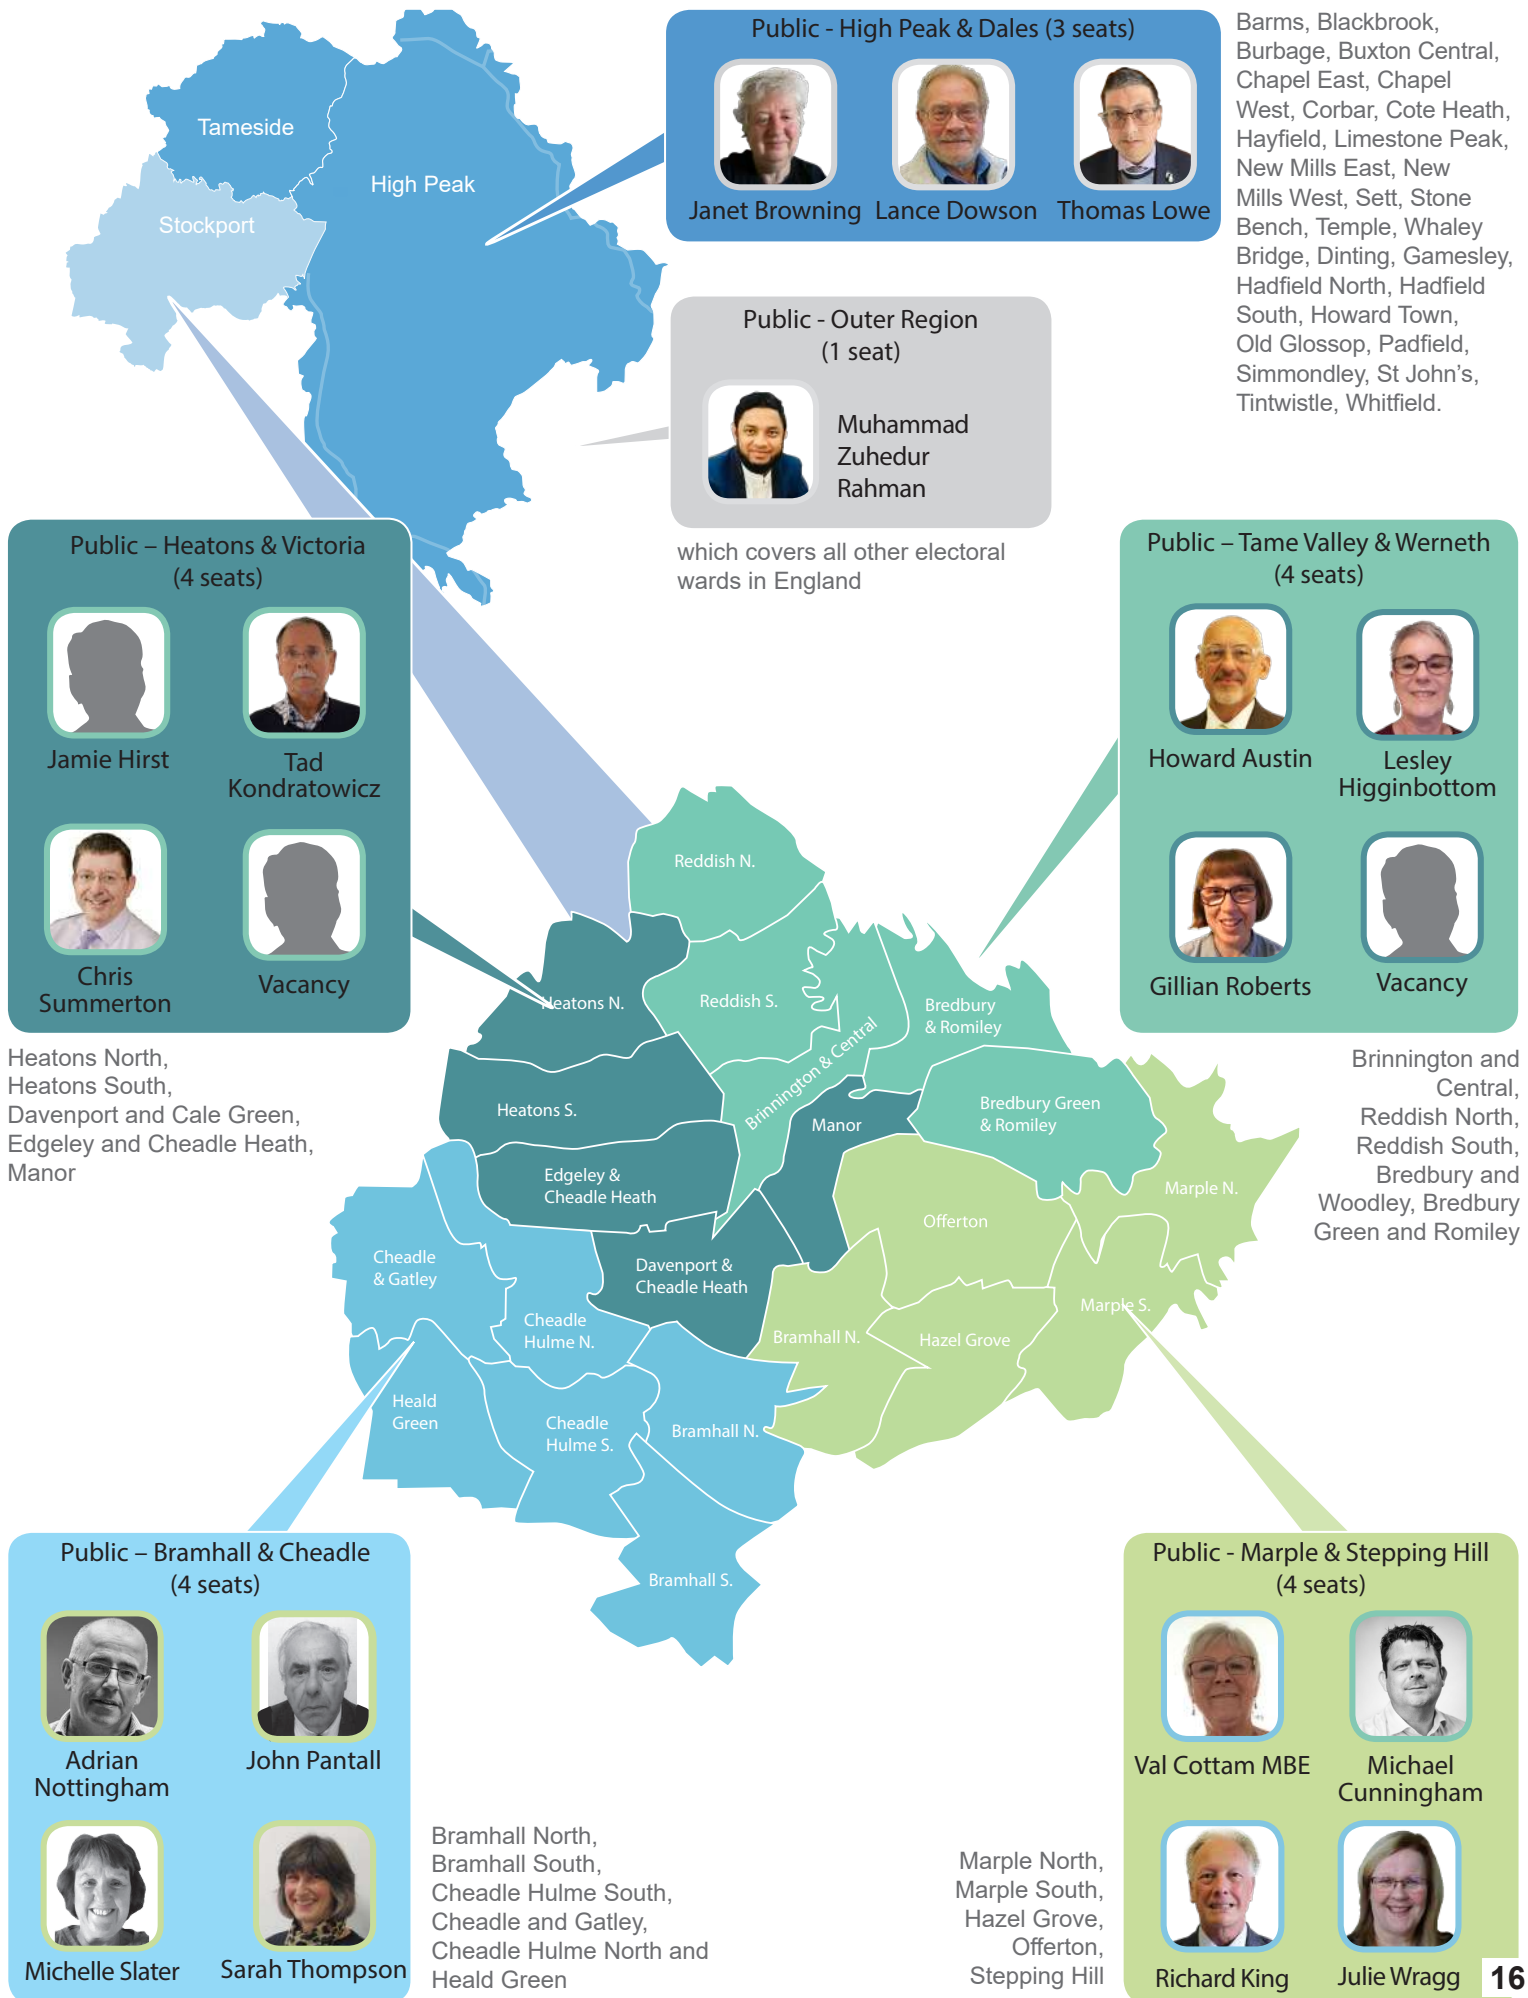 Tameside
High Peak
Stockport
Public - High Peak & Dales (3 seats)
Janet Browning
Lance Dowson
Thomas Lowe
Barms, Blackbrook,
Burbage, Buxton Central,
Chapel East, Chapel
West, Corbar, Cote Heath,
Hayfield, Limestone Peak,
New Mills East, New
Mills West, Sett, Stone
Bench, Temple, Whaley
Bridge, Dinting, Gamesley,
Hadfield North, Hadfield
South, Howard Town,
Old Glossop, Padfield,
Simmondley, St John's,
Tintwistle, Whitfield.
Public - Outer Region
(1 seat)
Muhammad
Zuhedur
Rahman
which covers all other electoral
wards in England
Public – Heatons & Victoria
(4 seats)
Jamie Hirst
Tad
Kondratowicz
Chris
Summerton
Vacancy
Heatons North,
Heatons South,
Davenport and Cale Green,
Edgeley and Cheadle Heath,
Manor
Public – Tame Valley & Werneth
(4 seats)
Howard Austin
Lesley
Higginbottom
Gillian Roberts
Vacancy
Brinnington and
Central,
Reddish North,
Reddish South,
Bredbury and
Woodley, Bredbury
Green and Romiley
Reddish N.
Reddish S.
Heatons N.
Brinnington & Central
Bredbury
& Romiley
Heatons S.
Manor
Bredbury Green
& Romiley
Edgeley &
Cheadle Heath
Marple N.
Offerton
Cheadle
& Gatley
Davenport &
Cheadle Heath
Marple S.
Cheadle
Hulme N.
Bramhall N.
Hazel Grove
Heald
Green
Cheadle
Hulme S.
Bramhall N.
Bramhall S.
Public – Bramhall & Cheadle
(4 seats)
Adrian
Nottingham
John Pantall
Michelle Slater
Sarah Thompson
Bramhall North,
Bramhall South,
Cheadle Hulme South,
Cheadle and Gatley,
Cheadle Hulme North and
Heald Green
Public - Marple & Stepping Hill
(4 seats)
Val Cottam MBE
Michael
Cunningham
Richard King
Julie Wragg
Marple North,
Marple South,
Hazel Grove,
Offerton,
Stepping Hill
16